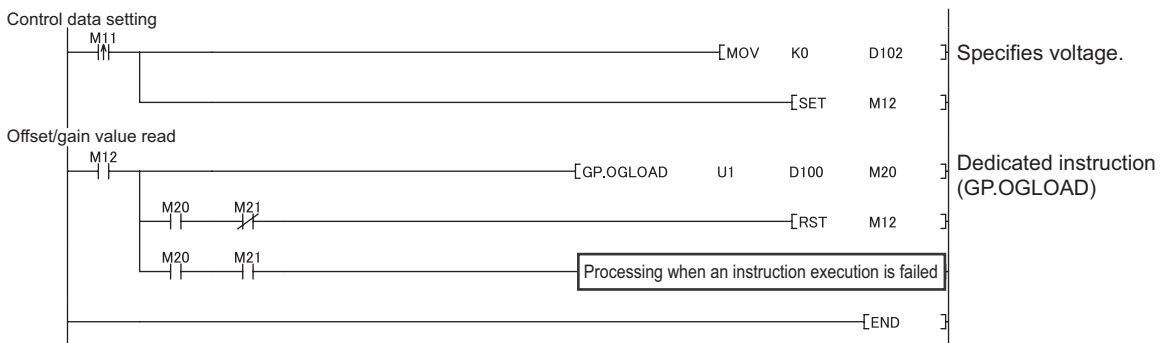 Control data setting
M11
[MOV K0 D102 ] Specifies voltage.
[SET M12 ]
Offset/gain value read
M12
[GP.OGLOAD U1 D100 M20 ] Dedicated instruction
(GP.OGLOAD)
M20 M21
[RST M12 ]
M20 M21
Processing when an instruction execution is failed
[END ]